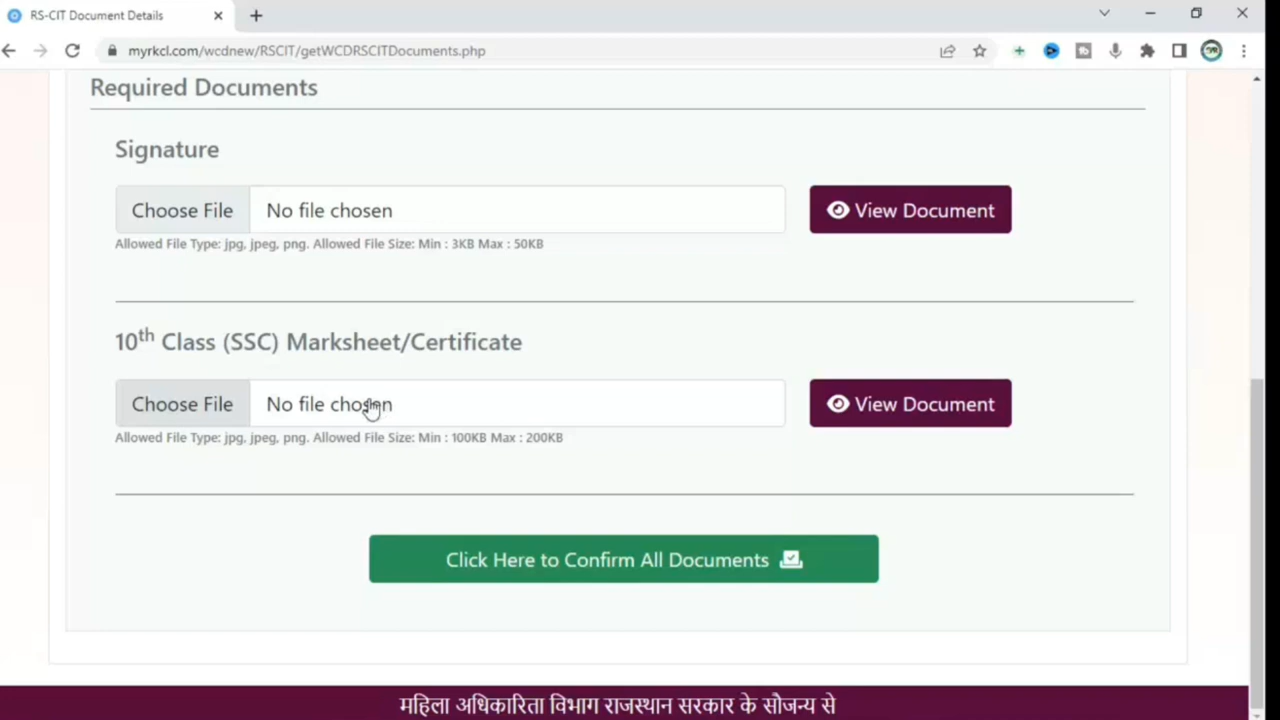 RS-CIT Document Details
myrkcl.com/wcdnew/RSCIT/getWCDRSCITDocuments.php
Required Documents
Signature
Choose File No file chosen View Document
Allowed File Type: jpg, jpeg, png. Allowed File Size: Min : 3KB Max : 50KB
10th Class (SSC) Marksheet/Certificate
Choose File No file chosen View Document
Allowed File Type: jpg, jpeg, png. Allowed File Size: Min : 100KB Max : 200KB
Click Here to Confirm All Documents
महिला अधिकारिता विभाग राजस्थान सरकार के सौजन्य से